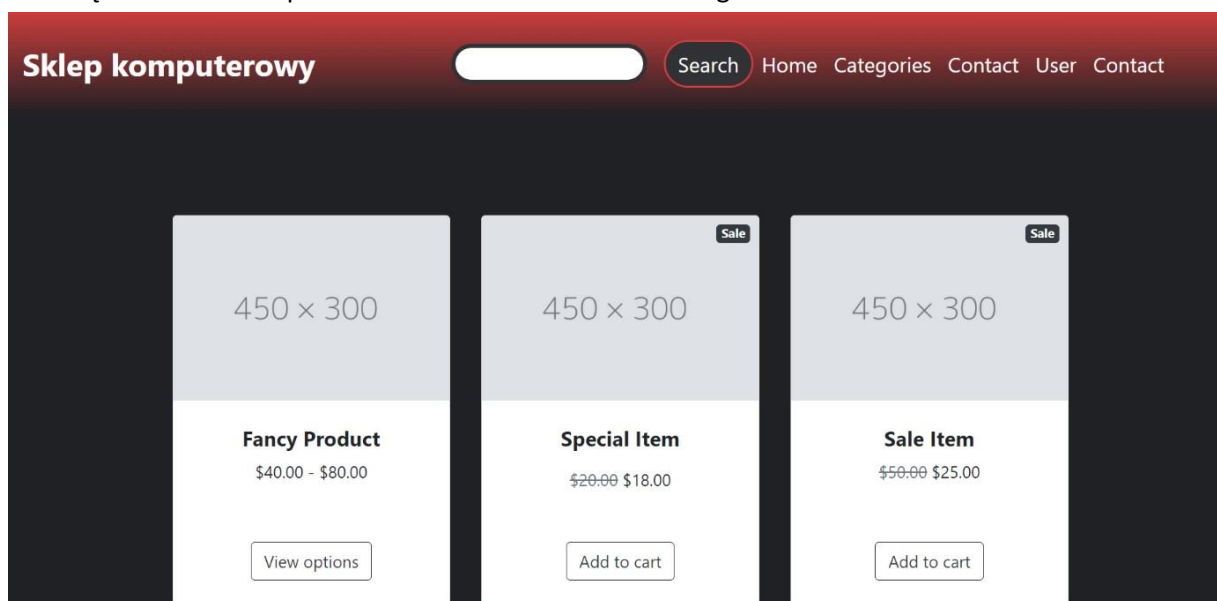 Sklep komputerowy
Search Home Categories Contact User Contact
450 × 300
Sale
450 × 300
Sale
450 × 300
Fancy Product
$40.00 - $80.00
View options
Special Item
$20.00 $18.00
Add to cart
Sale Item
$50.00 $25.00
Add to cart